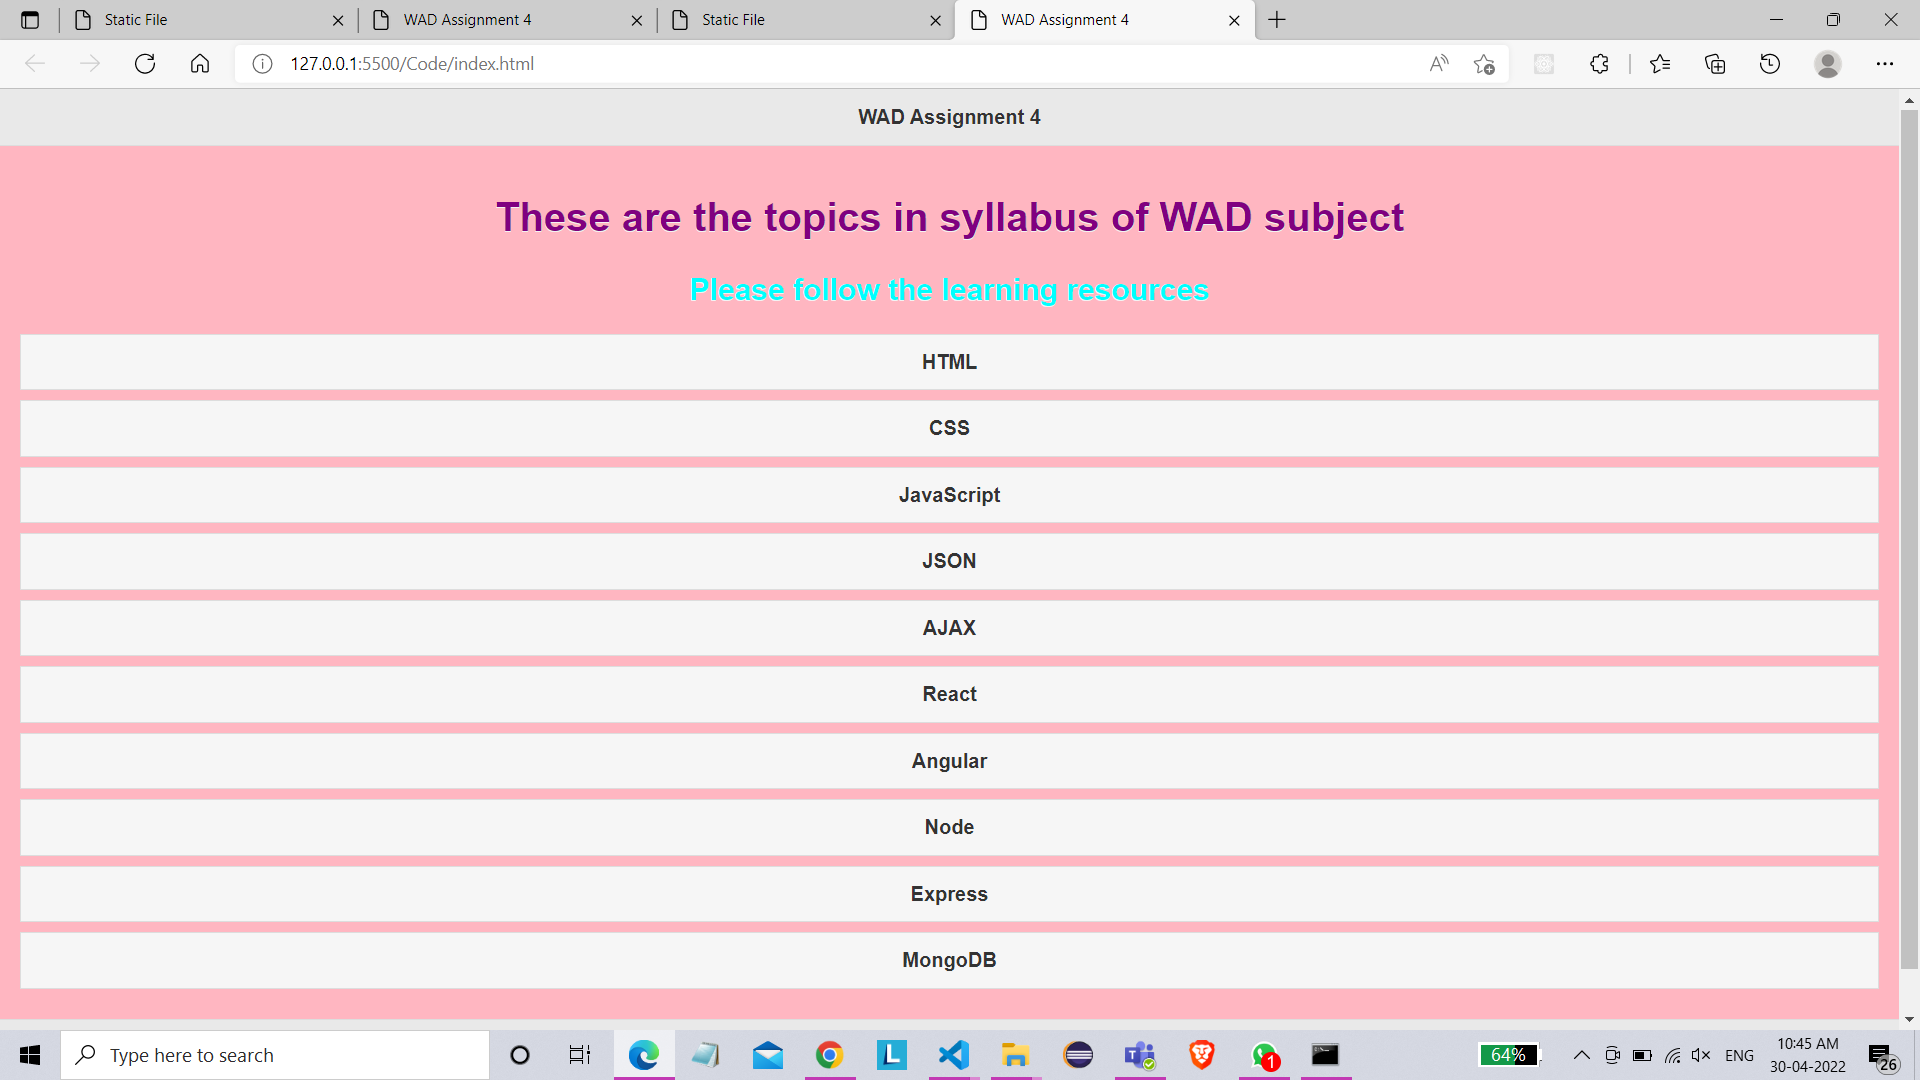 Static File
WAD Assignment 4
Static File
WAD Assignment 4
127.0.0.1:5500/Code/index.html
WAD Assignment 4
These are the topics in syllabus of WAD subject
Please follow the learning resources
HTML
CSS
JavaScript
JSON
AJAX
React
Angular
Node
Express
MongoDB
Type here to search
L
1
64%
ENG
10:45 AM
30-04-2022
26